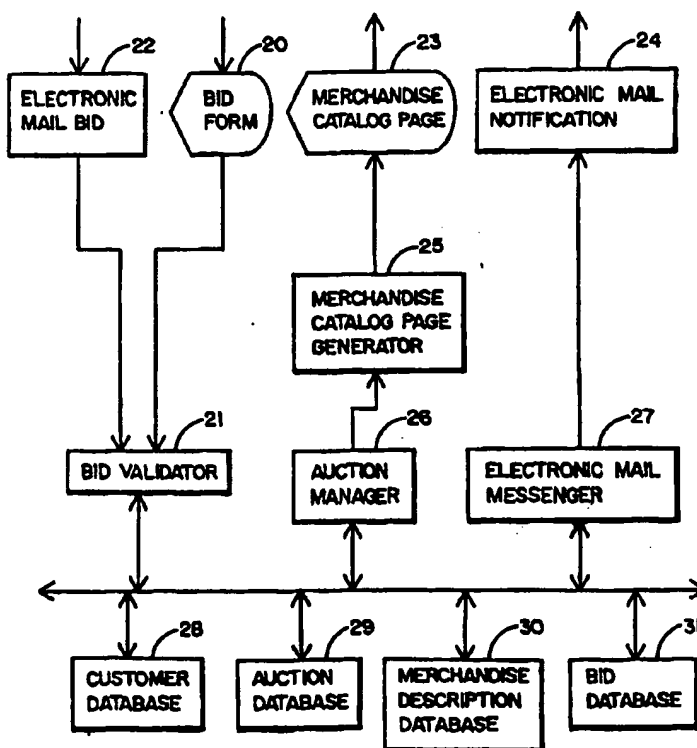 22
20
23
24
ELECTRONIC
MAIL BID
BID
FORM
MERCHANDISE
CATALOG PAGE
ELECTRONIC MAIL
NOTIFICATION
25
MERCHANDISE
CATALOG PAGE
GENERATOR
21
26
27
BID VALIDATOR
AUCTION
MANAGER
ELECTRONIC MAIL
MESSENGER
28
29
30
31
CUSTOMER
DATABASE
AUCTION
DATABASE
MERCHANDISE
DESCRIPTION
DATABASE
BID
DATABASE